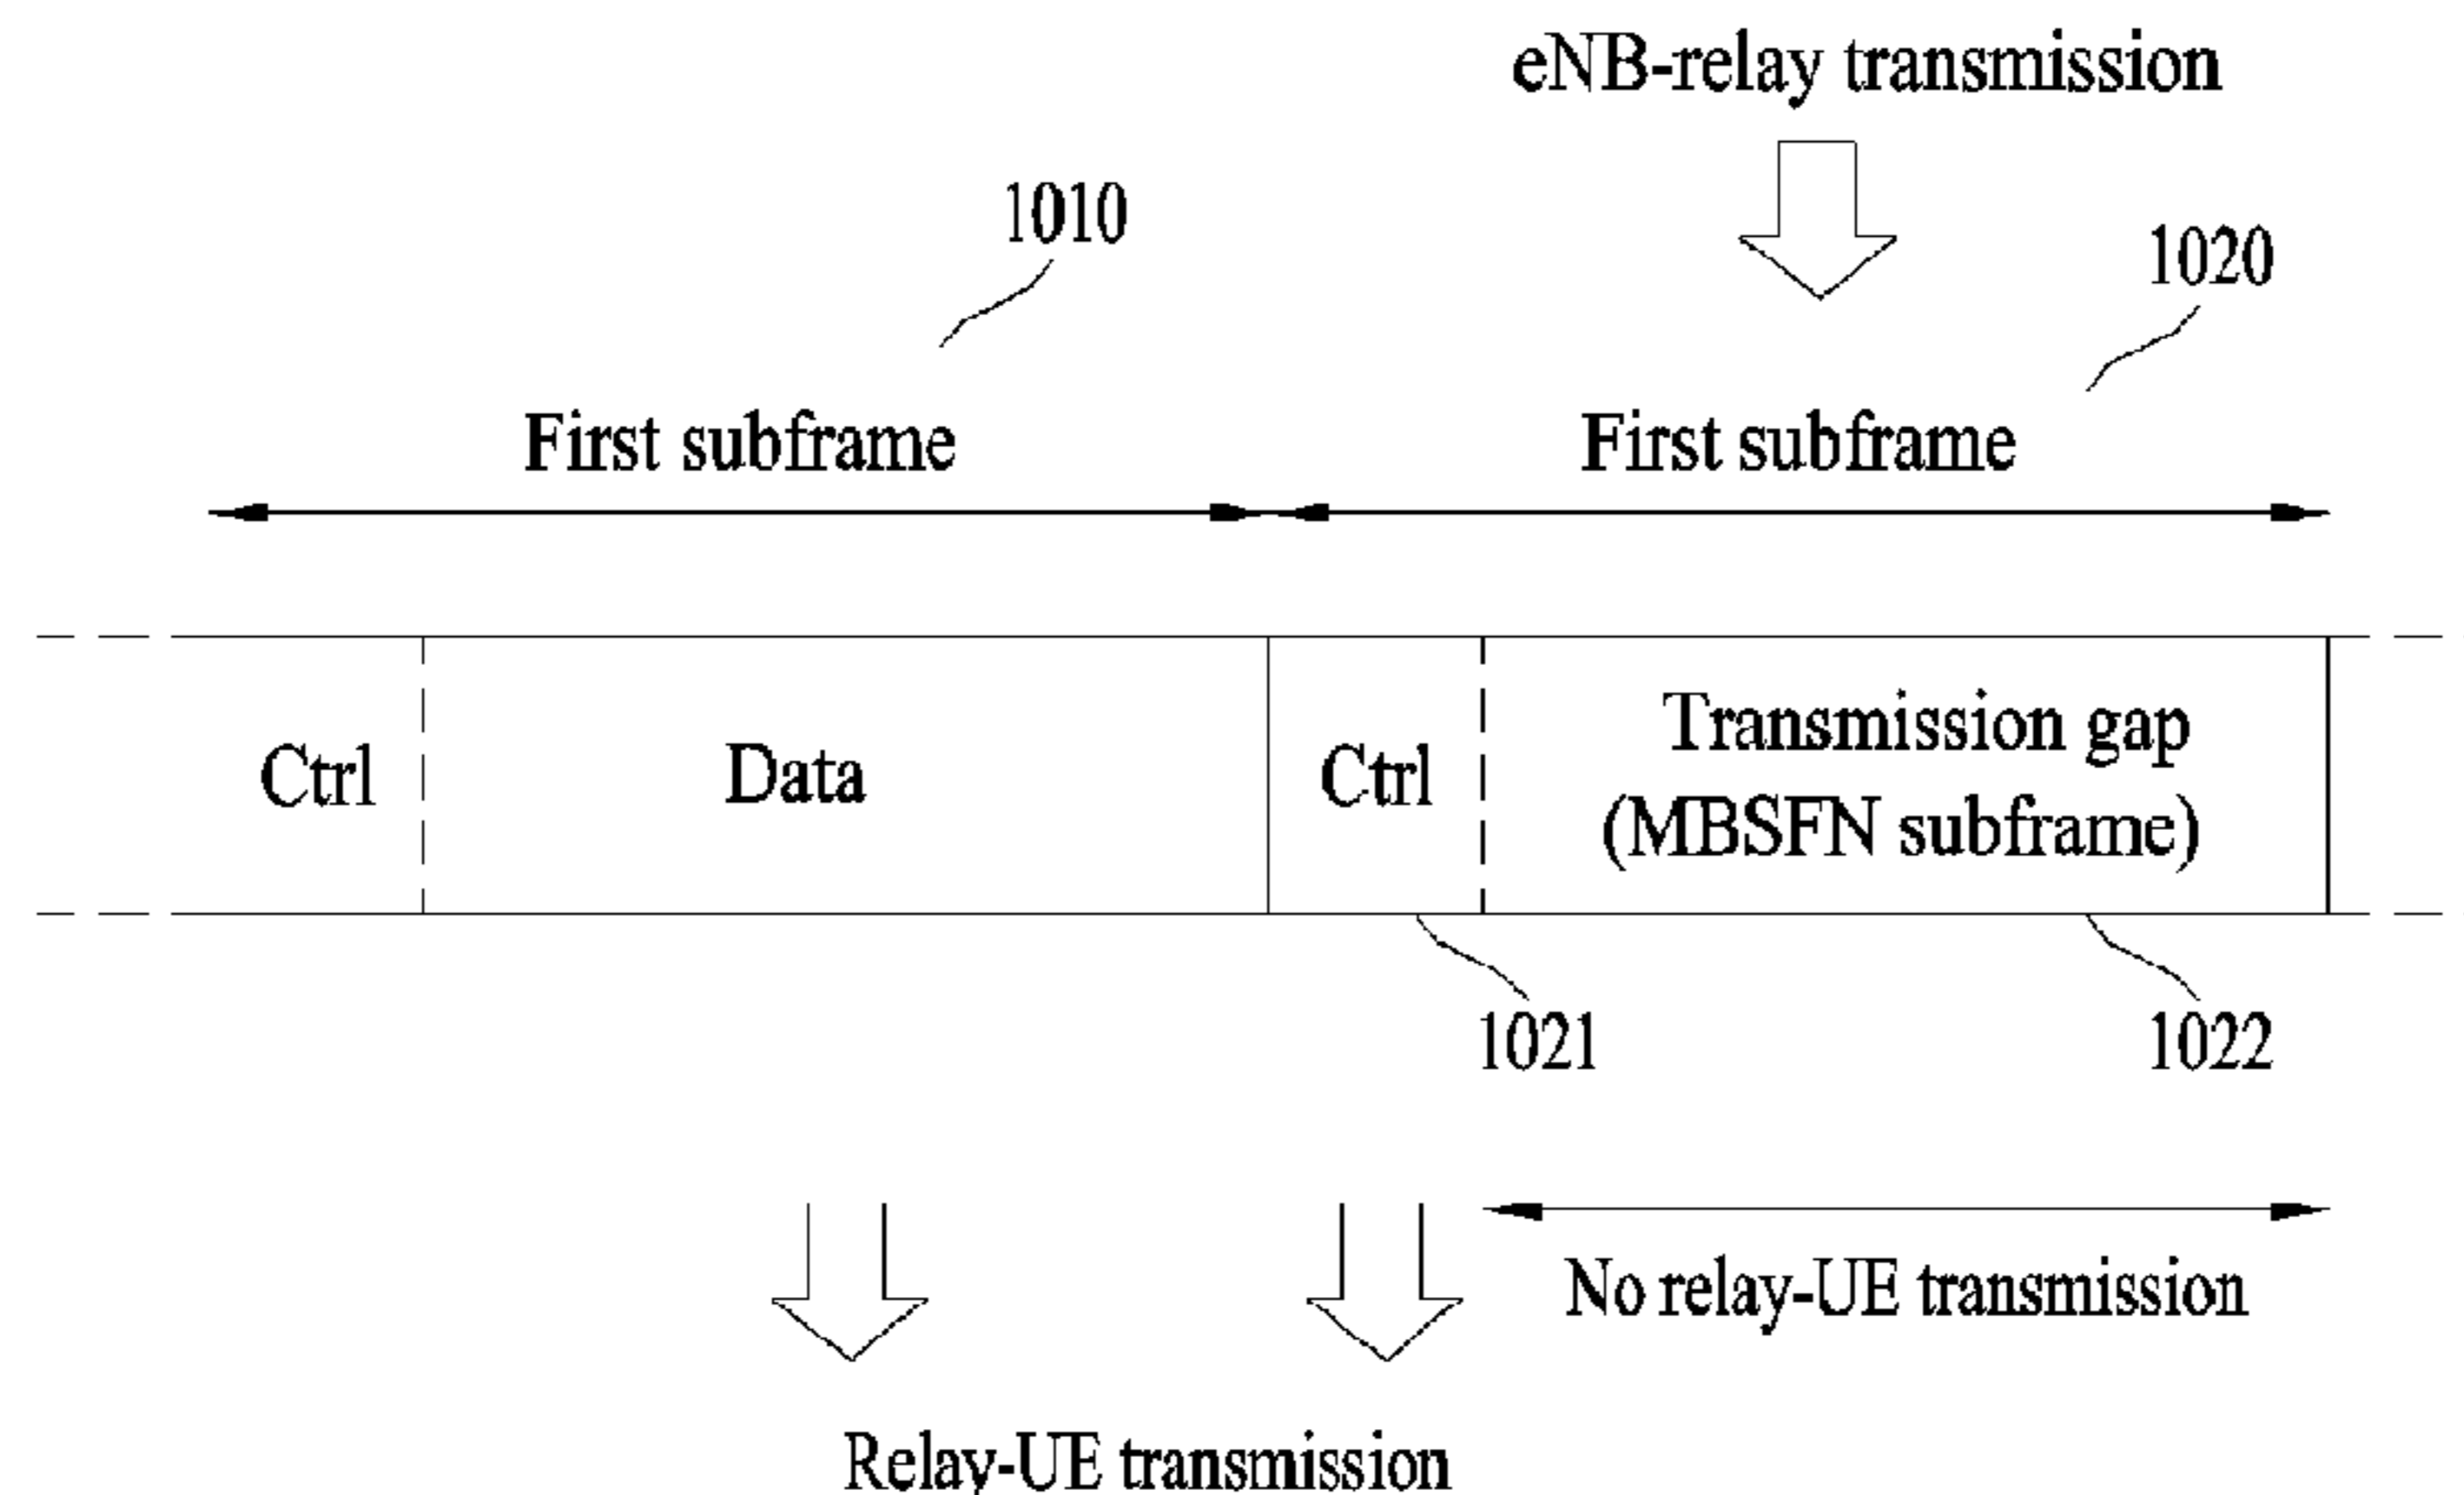 eNB-relay transmission
1010
1020
First subframe
First subframe
Ctrl
Data
Ctrl
Transmission gap
(MBSFN subframe)
1021
1022
No relay-UE transmission
Relay-UE transmission